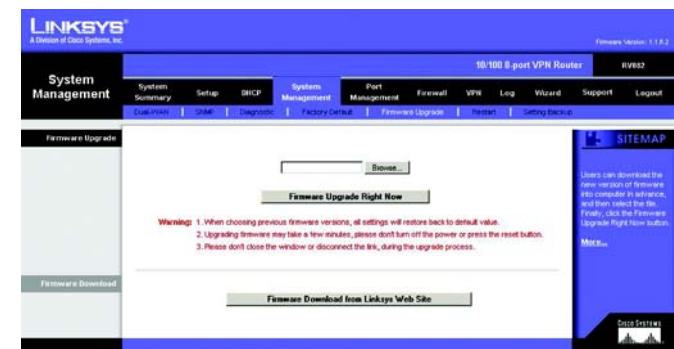 LINKSYS®
A Division of Cisco Systems, Inc.
Firmware Version: 1.1.6.2
10/100 8-port VPN Router RV082
System Management
System Summary Setup DHCP System Management Port Management Firewall VPN Log Wizard Support Logout
Dual-WAN | SNMP | Diagnostic | Factory Default | Firmware Upgrade | Restart | Setting Backup
Firmware Upgrade
Browse...
Firmware Upgrade Right Now
Warning: 1. When choosing previous firmware versions, all settings will restore back to default value.
2. Upgrading firmware may take a few minutes, please don't turn off the power or press the reset button.
3. Please don't close the window or disconnect the link, during the upgrade process.
SITEMAP
Users can download the
new version of firmware
into computer in advance,
and then select the file.
Finally, click the Firmware
Upgrade Right Now button.
More...
Firmware Download
Firmware Download from Linksys Web Site
CISCO SYSTEMS